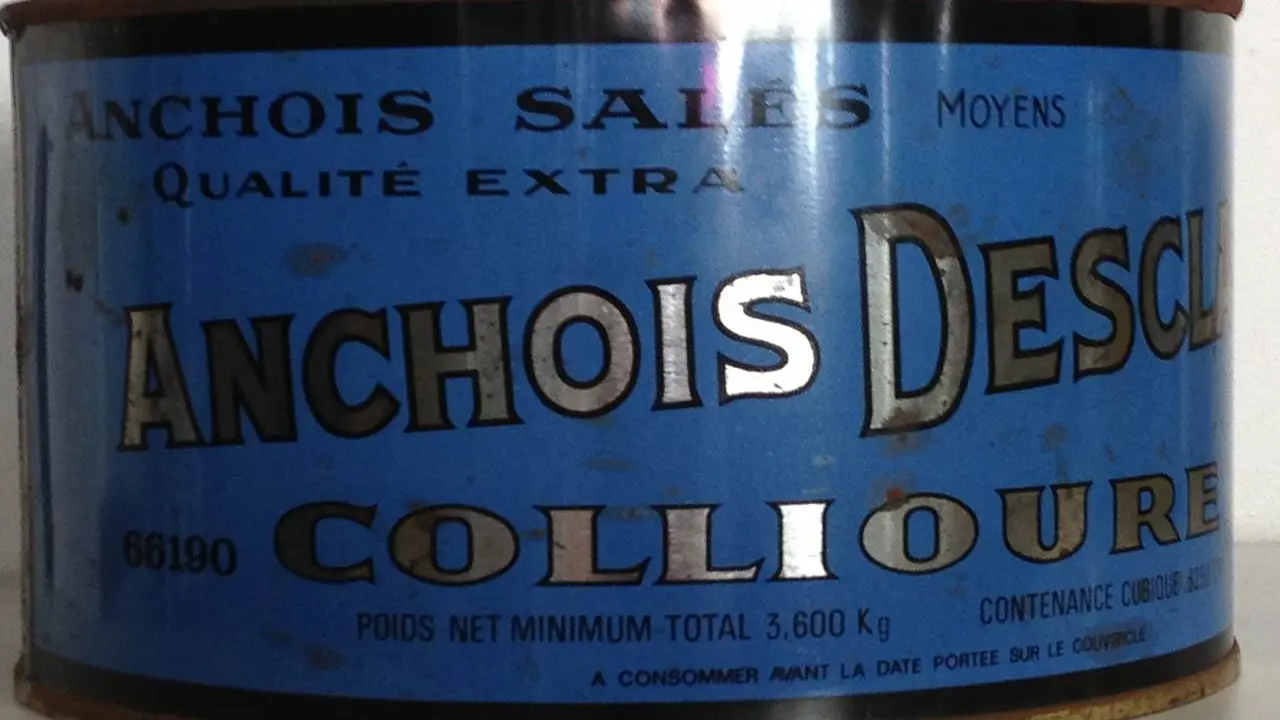 ANCHOIS SALÉS MOYENS
QUALITÉ EXTRA
ANCHOIS DESCLA
66190 COLLIOURE
POIDS NET MINIMUM TOTAL 3,600 Kg
CONTENANCE CUBIQUE
A CONSOMMER AVANT LA DATE PORTEE SUR LE COUVERCLE